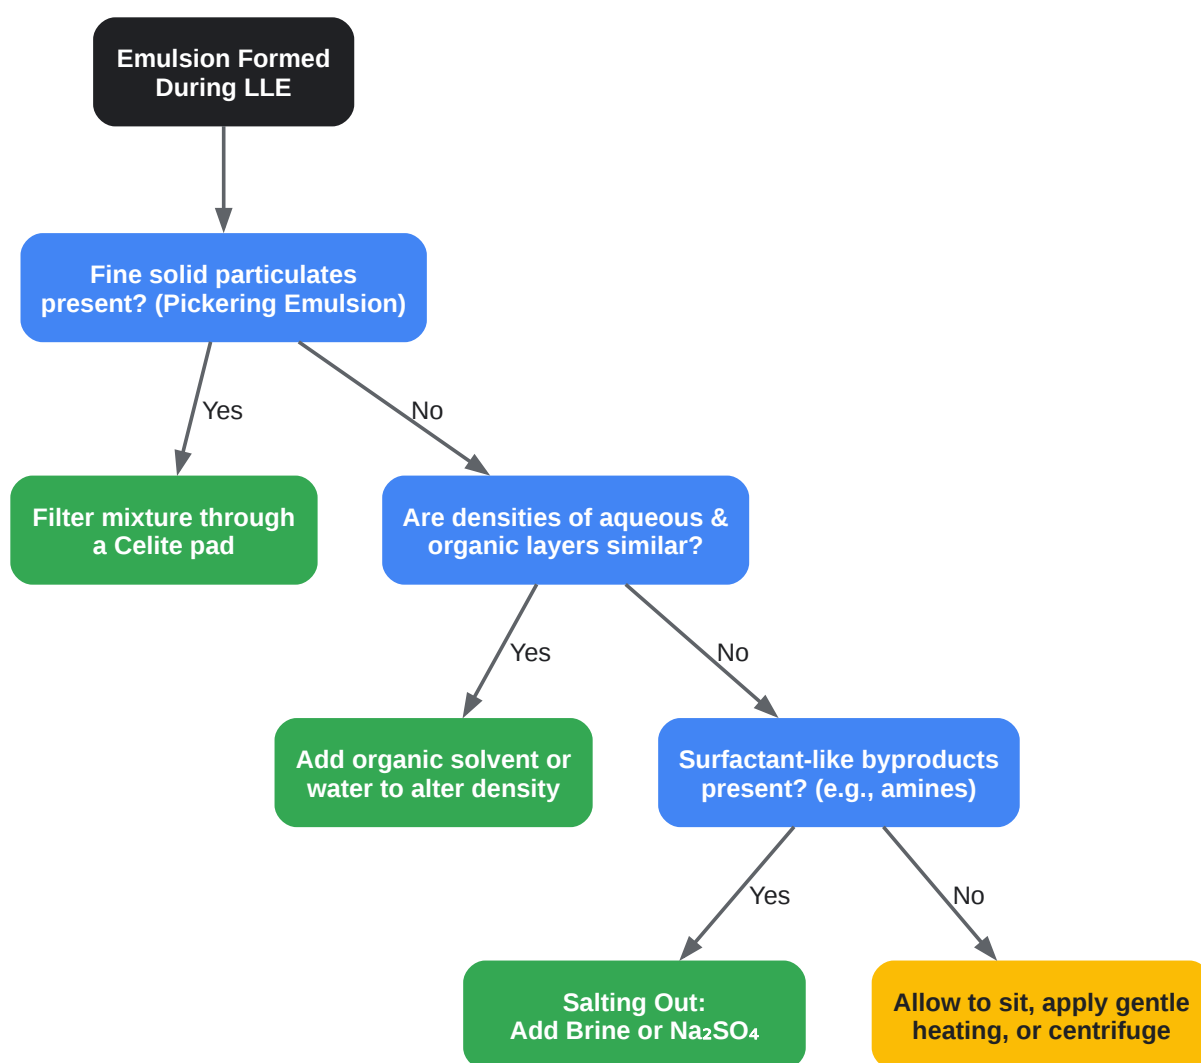 Emulsion Formed
During LLE
Fine solid particulates
present? (Pickering Emulsion)
Yes
No
Filter mixture through
a Celite pad
Are densities of aqueous &
organic layers similar?
Yes
No
Add organic solvent or
water to alter density
Surfactant-like byproducts
present? (e.g., amines)
Yes
No
Salting Out:
Add Brine or Na₂SO₄
Allow to sit, apply gentle
heating, or centrifuge